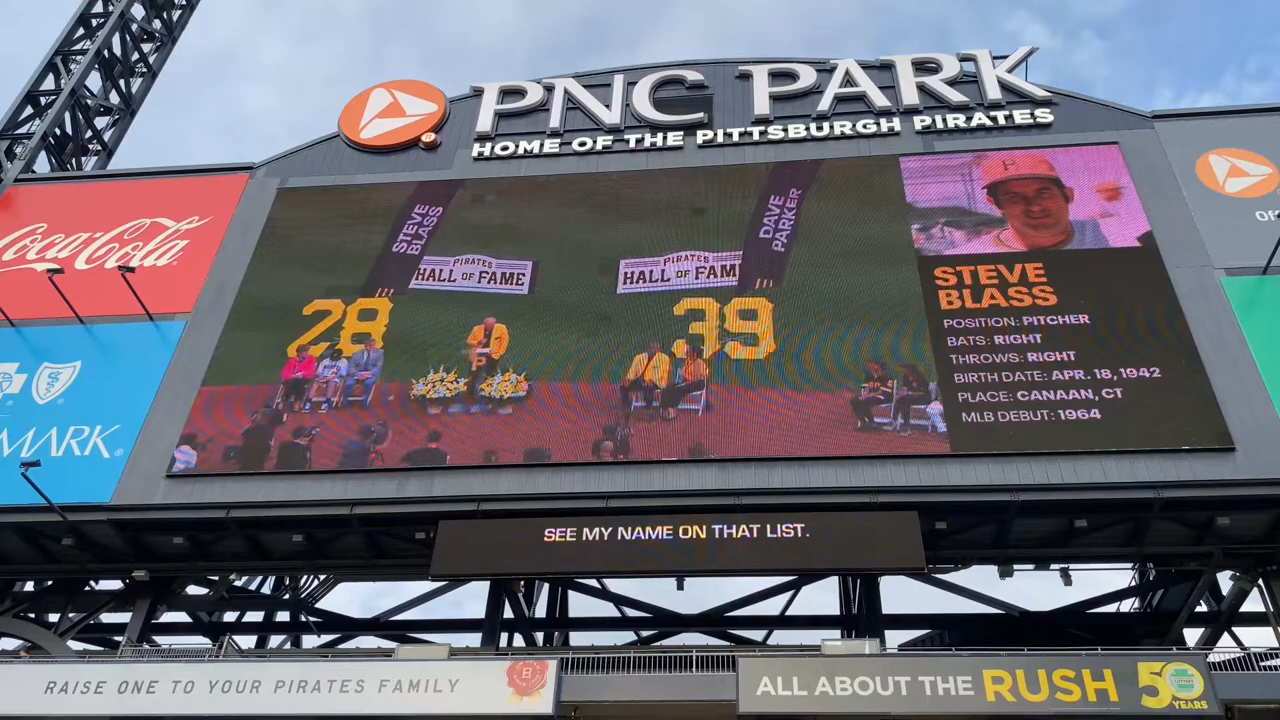 PNC PARK
HOME OF THE PITTSBURGH PIRATES
Coca-Cola
MARK
STEVE
BLASS
DAVE
PARKER
PIRATES
HALL OF FAME
PIRATES
HALL OF FAM
28
39
P
STEVE
BLASS
POSITION: PITCHER
BATS: RIGHT
THROWS: RIGHT
BIRTH DATE: APR. 18, 1942
PLACE: CANAAN, CT
MLB DEBUT: 1964
Of
SEE MY NAME ON THAT LIST.
RAISE ONE TO YOUR PIRATES FAMILY
B
ALL ABOUT THE RUSH
50
YEARS